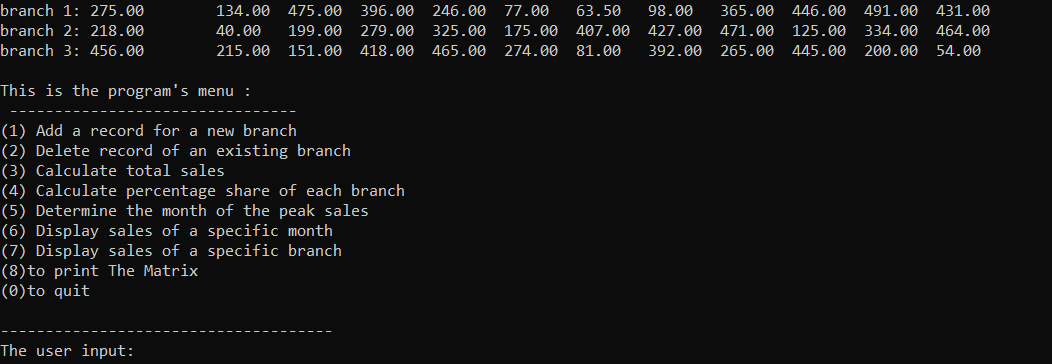 branch 1: 275.00 134.00 475.00 396.00 246.00 77.00 63.50 98.00 365.00 446.00 491.00 431.00
branch 2: 218.00 40.00 199.00 279.00 325.00 175.00 407.00 427.00 471.00 125.00 334.00 464.00
branch 3: 456.00 215.00 151.00 418.00 465.00 274.00 81.00 392.00 265.00 445.00 200.00 54.00
This is the program's menu :
--------------------------------
(1) Add a record for a new branch
(2) Delete record of an existing branch
(3) Calculate total sales
(4) Calculate percentage share of each branch
(5) Determine the month of the peak sales
(6) Display sales of a specific month
(7) Display sales of a specific branch
(8)to print The Matrix
(0)to quit
-------------------------------------
The user input: